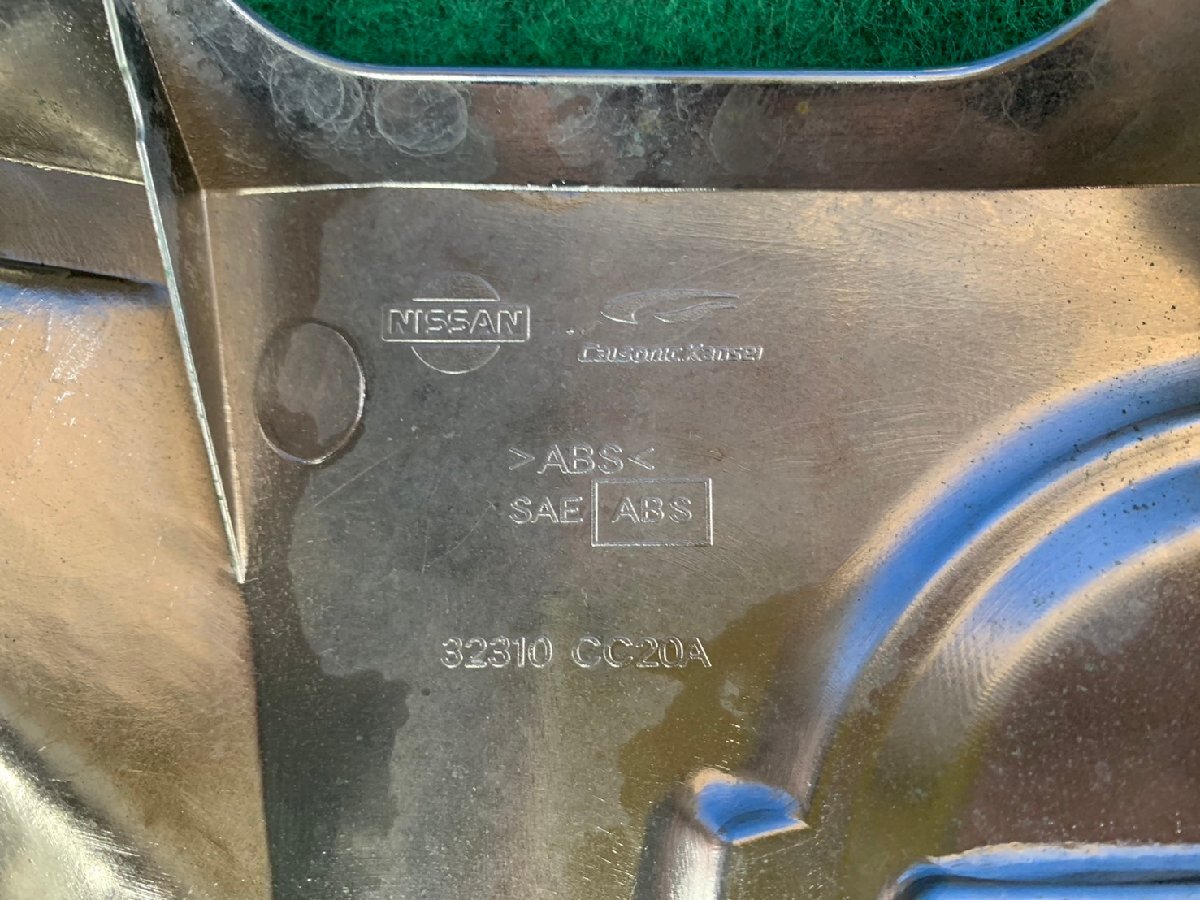 NISSAN
CalsonicKansei
>ABS<
SAE ABS
32310 CC20A